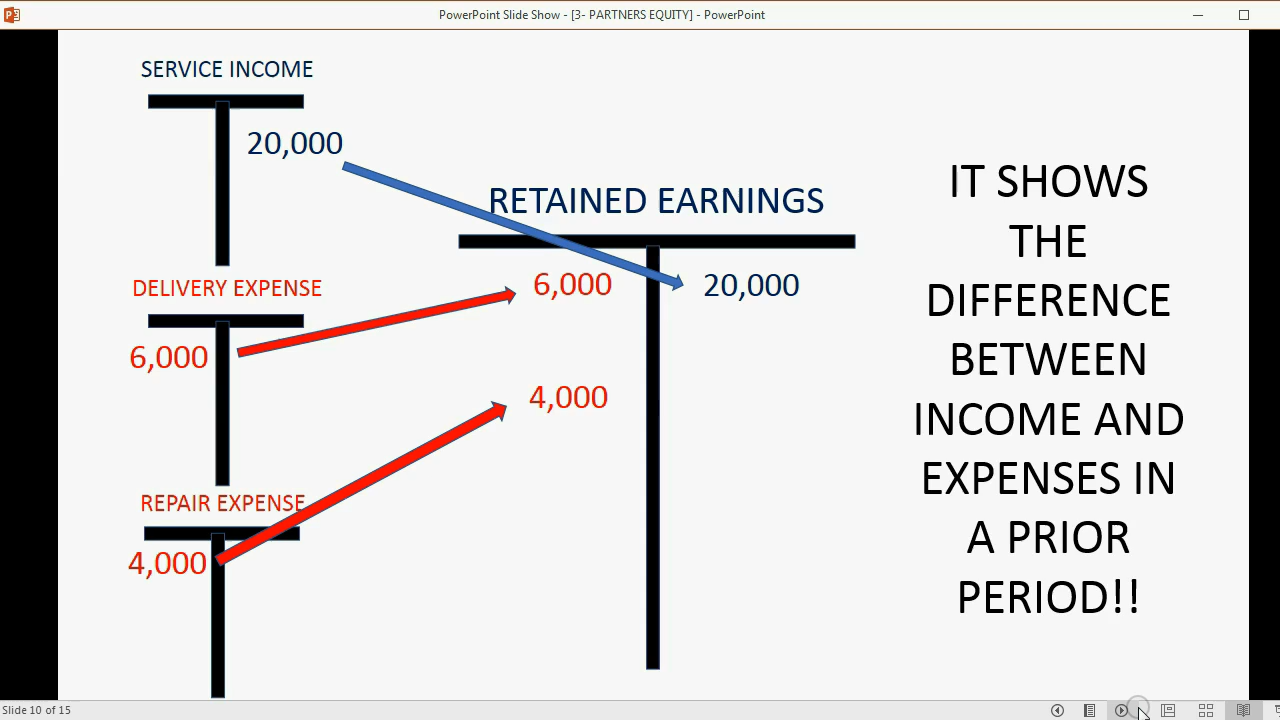 PowerPoint Slide Show - [3- PARTNERS EQUITY] - PowerPoint
SERVICE INCOME
20,000
DELIVERY EXPENSE
6,000
REPAIR EXPENSE
4,000
RETAINED EARNINGS
6,000
20,000
4,000
IT SHOWS
THE
DIFFERENCE
BETWEEN
INCOME AND
EXPENSES IN
A PRIOR
PERIOD!!
Slide 10 of 15